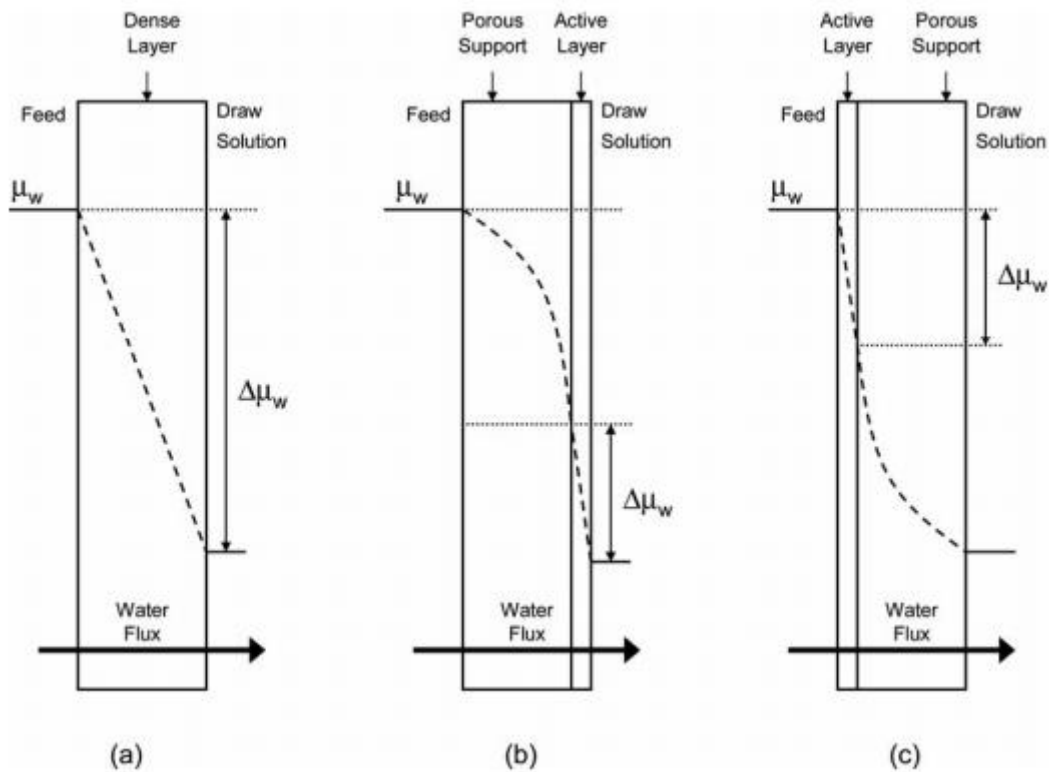 Dense
Layer
Feed
Draw
Solution
μw
Δμw
Water
Flux
(a)
Porous
Support
Active
Layer
Feed
Draw
Solution
μw
Δμw
Water
Flux
(b)
Active
Layer
Porous
Support
Feed
Draw
Solution
μw
Δμw
Water
Flux
(c)